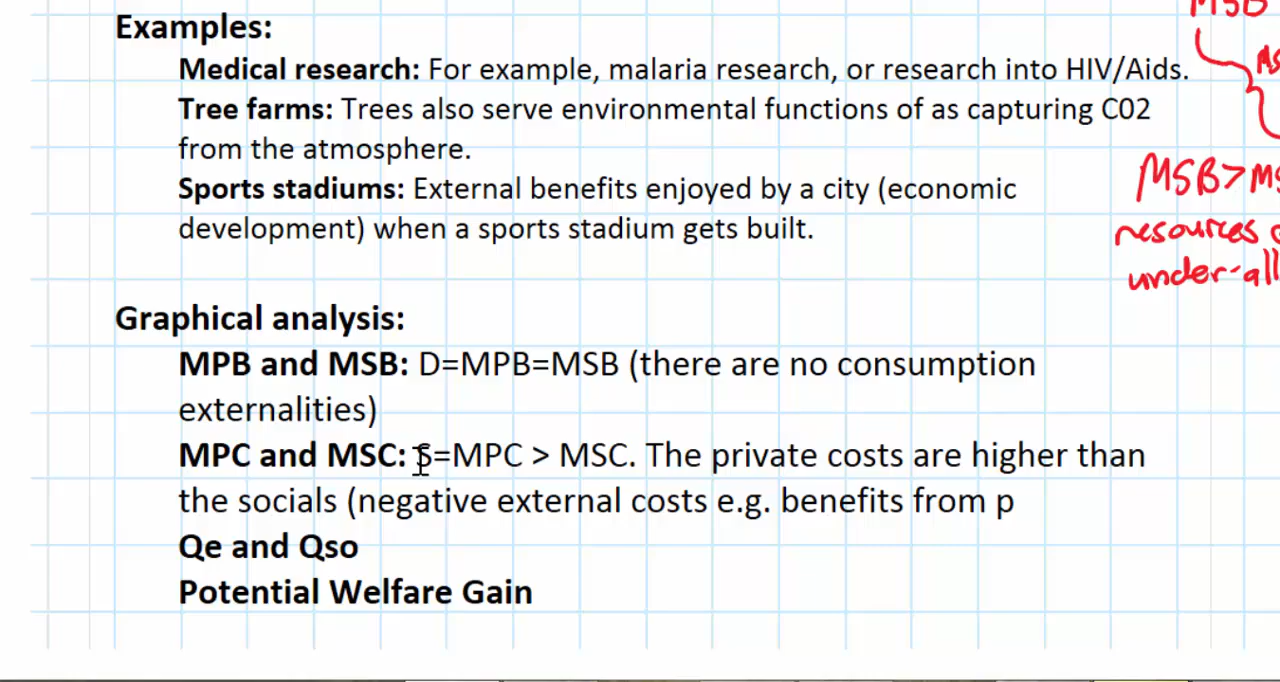 Examples:
MSB
Medical research: For example, malaria research, or research into HIV/Aids.
Tree farms: Trees also serve environmental functions of as capturing C02
from the atmosphere.
Sports stadiums: External benefits enjoyed by a city (economic
development) when a sports stadium gets built.
MSB>MS
resources
under-all
Graphical analysis:
MPB and MSB: D=MPB=MSB (there are no consumption
externalities)
MPC and MSC: S=MPC > MSC. The private costs are higher than
the socials (negative external costs e.g. benefits from p
Qe and Qso
Potential Welfare Gain